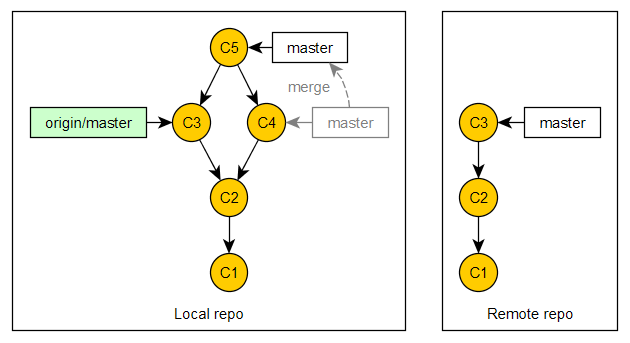 C5
master
merge
origin/master
C3
C4
master
C2
C1
Local repo
C3
master
C2
C1
Remote repo